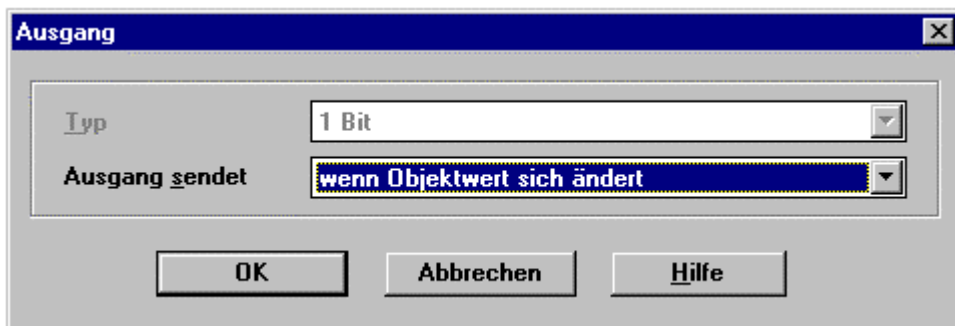 Ausgang
Typ 1 Bit
Ausgang sendet wenn Objektwert sich ändert
OK Abbrechen Hilfe